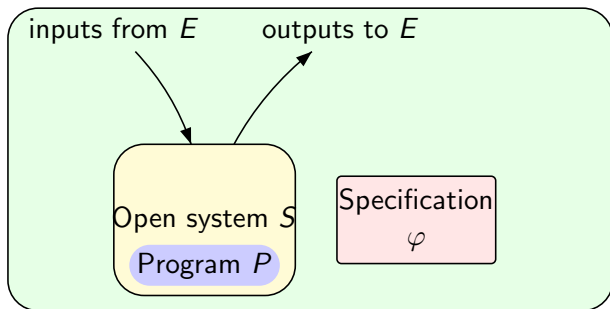 inputs from E outputs to E
Open system S
Program P
Specification
φ